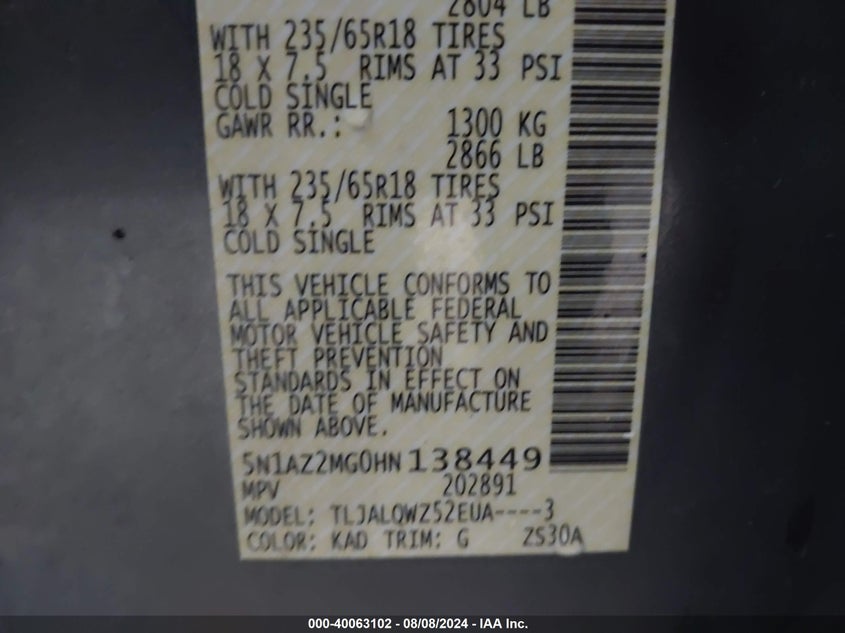 2804 LB
WITH 235/65R18 TIRES
18 X 7.5 RIMS AT 33 PSI
COLD SINGLE
GAWR RR.: 1300 KG
2866 LB
WITH 235/65R18 TIRES
18 X 7.5 RIMS AT 33 PSI
COLD SINGLE
THIS VEHICLE CONFORMS TO
ALL APPLICABLE FEDERAL
MOTOR VEHICLE SAFETY AND
THEFT PREVENTION
STANDARDS IN EFFECT ON
THE DATE OF MANUFACTURE
SHOWN ABOVE.
5N1AZ2MG0HN138449
MPV 202891
MODEL: TLJALQWZ52EUA----3
COLOR: KAD TRIM: G ZS30A
000-40063102 - 08/08/2024 - IAA Inc.